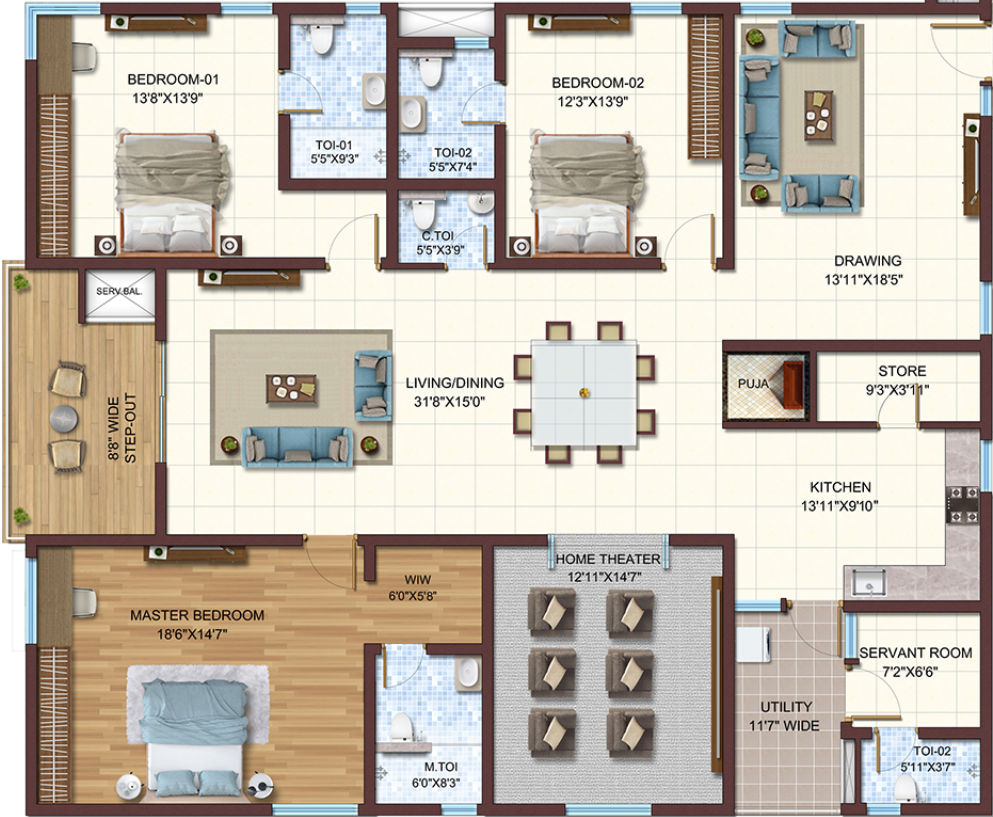 BEDROOM-01
13'8"X13'9"
TOI-01
5'5"X9'3"
TOI-02
5'5"X7'4"
BEDROOM-02
12'3"X13'9"
C.TOI
5'5"X3'9"
DRAWING
13'11"X18'5"
SERV.BAL.
8'8" WIDE
STEP-OUT
LIVING/DINING
31'8"X15'0"
PUJA
STORE
9'3"X3'11"
KITCHEN
13'11"X9'10"
MASTER BEDROOM
18'6"X14'7"
WIW
6'0"X5'8"
HOME THEATER
12'11"X14'7"
M.TOI
6'0"X8'3"
UTILITY
11'7" WIDE
SERVANT ROOM
7'2"X6'6"
TOI-02
5'11"X3'7"